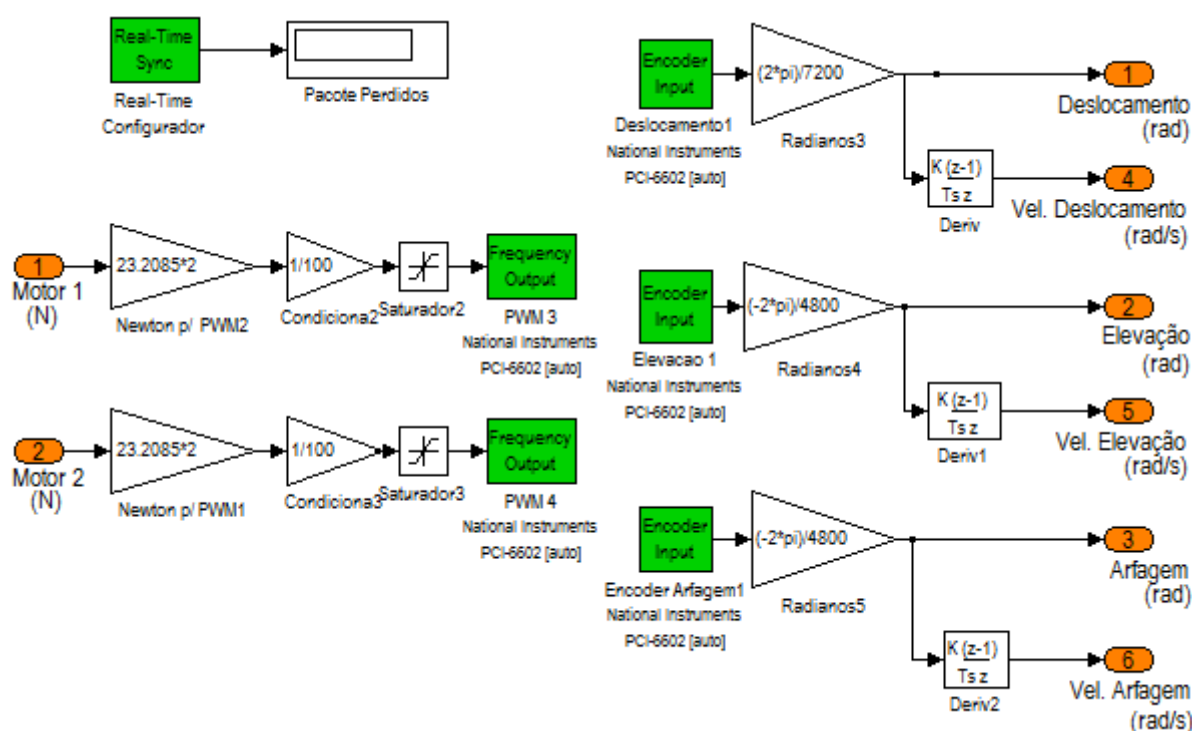 Real-Time
Sync
Real-Time
Configurador
Pacote Perdidos
1
Motor 1
(N)
23.2085*2
Newton p/ PWM2
1/100
Condiciona2
Saturador2
Frequency
Output
PWM 3
National Instruments
PCI-6602 [auto]
2
Motor 2
(N)
23.2085*2
Newton p/ PWM1
1/100
Condiciona3
Saturador3
Frequency
Output
PWM 4
National Instruments
PCI-6602 [auto]
Encoder
Input
Deslocamento1
National Instruments
PCI-6602 [auto]
(2*pi)/7200
Radianos3
1
Deslocamento
(rad)
K (z-1)
Ts z
Deriv
4
Vel. Deslocamento
(rad/s)
Encoder
Input
Elevacao 1
National Instruments
PCI-6602 [auto]
(-2*pi)/4800
Radianos4
2
Elevação
(rad)
K (z-1)
Ts z
Deriv1
5
Vel. Elevação
(rad/s)
Encoder
Input
Encoder Arfagem1
National Instruments
PCI-6602 [auto]
(-2*pi)/4800
Radianos5
3
Arfagem
(rad)
K (z-1)
Ts z
Deriv2
6
Vel. Arfagem
(rad/s)